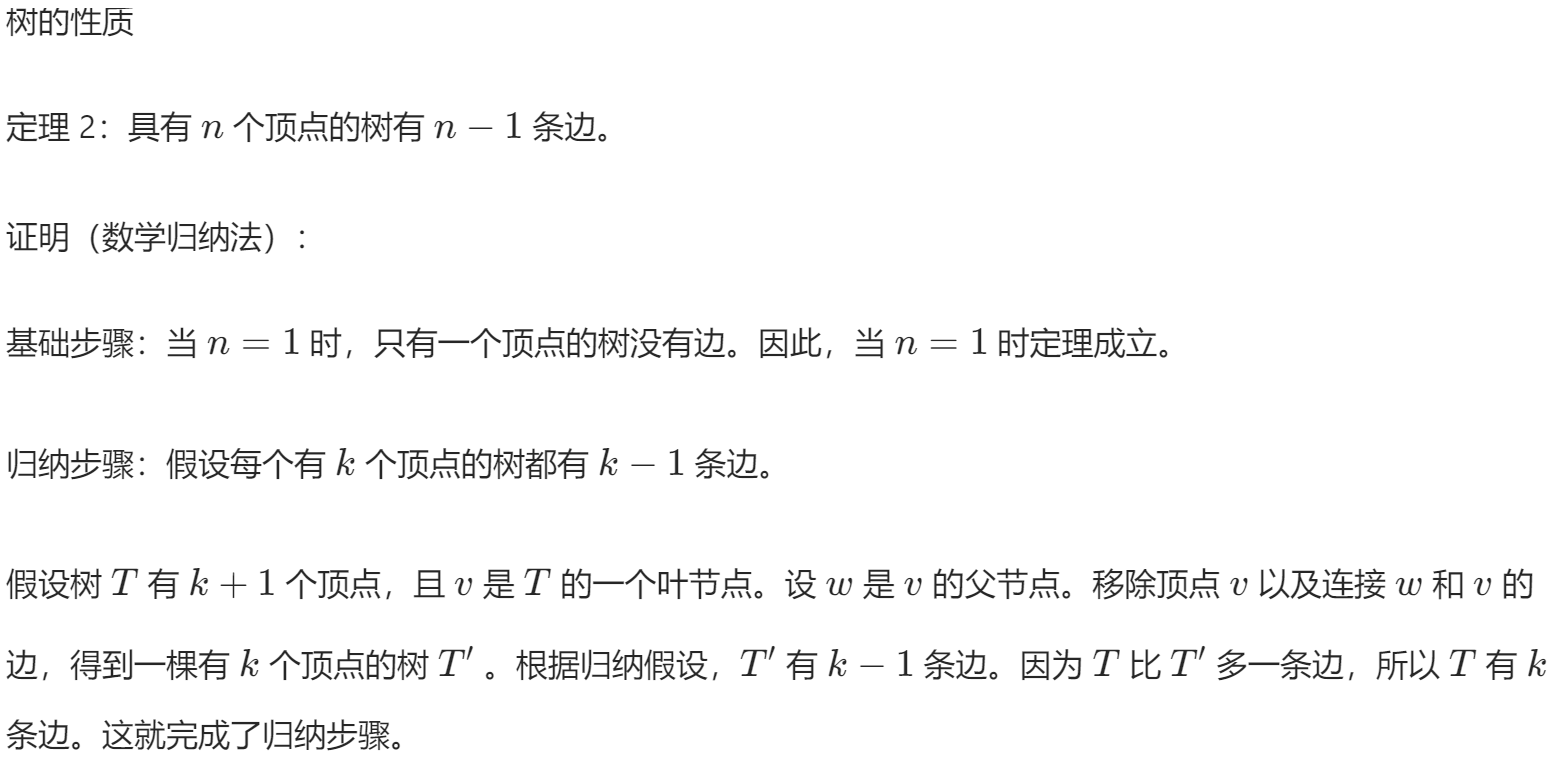 树的性质
定理 2：具有 n 个顶点的树有 n − 1 条边。
证明（数学归纳法）：
基础步骤：当 n = 1 时，只有一个顶点的树没有边。因此，当 n = 1 时定理成立。
归纳步骤：假设每个有 k 个顶点的树都有 k − 1 条边。
假设树 T 有 k + 1 个顶点，且 v 是 T 的一个叶节点。设 w 是 v 的父节点。移除顶点 v 以及连接 w 和 v 的
边，得到一棵有 k 个顶点的树 T′ 。根据归纳假设，T′ 有 k − 1 条边。因为 T 比 T′ 多一条边，所以 T 有 k
条边。这就完成了归纳步骤。